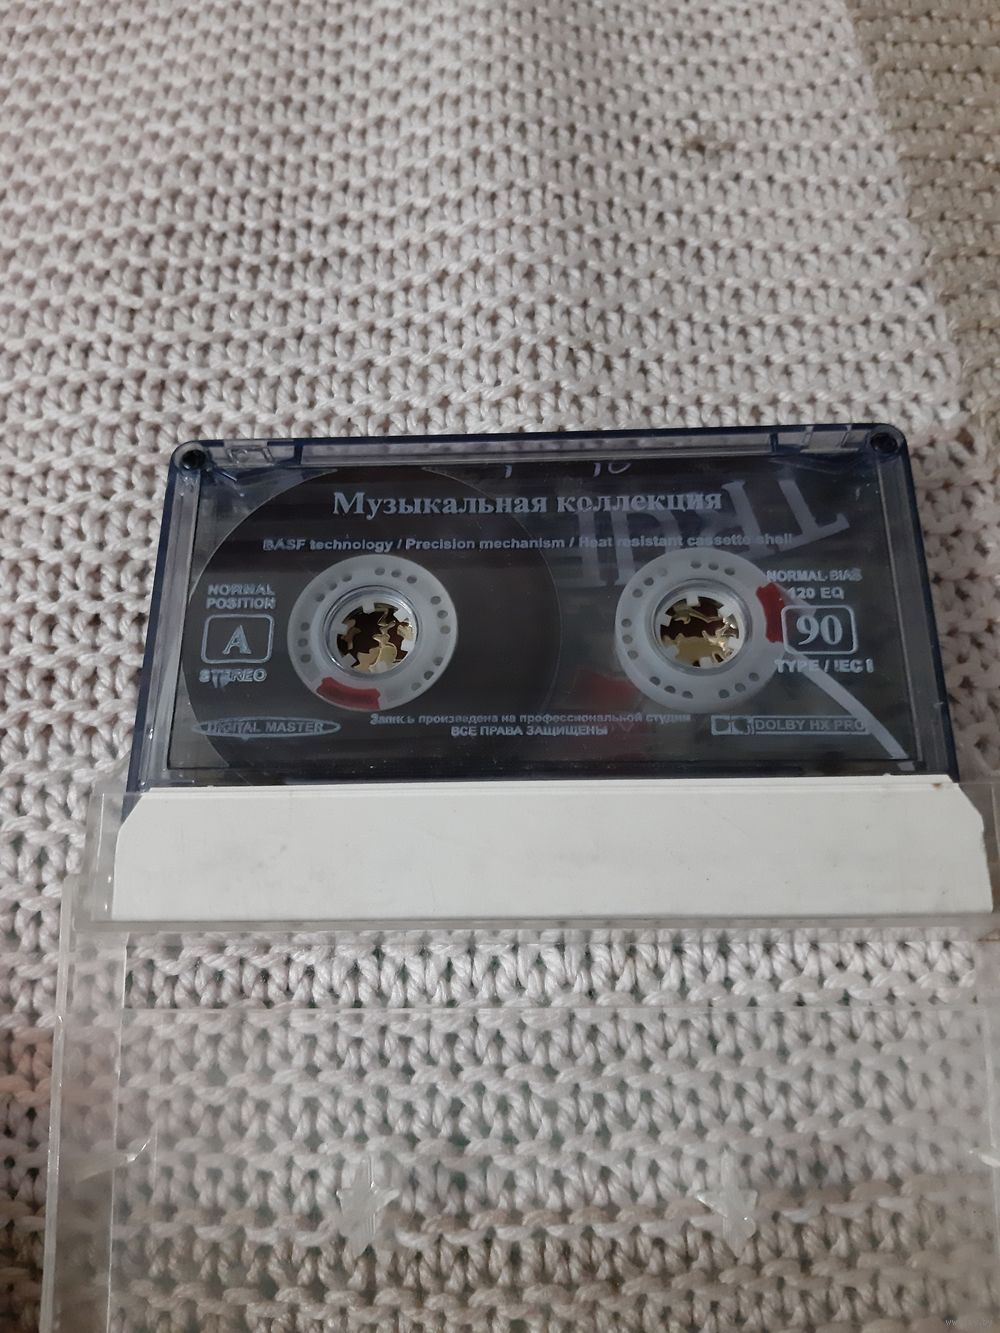 Музыкальная коллекция
BASF technology / Precision mechanism / Heat resistant cassette shell
NORMAL
POSITION
A
STEREO
NORMAL BIAS
120 EQ
90
TYPE / IEC I
DIGITAL MASTER
Запись произведена на профессиональной студии
ВСЕ ПРАВА ЗАЩИЩЕНЫ
DOLBY HX PRO